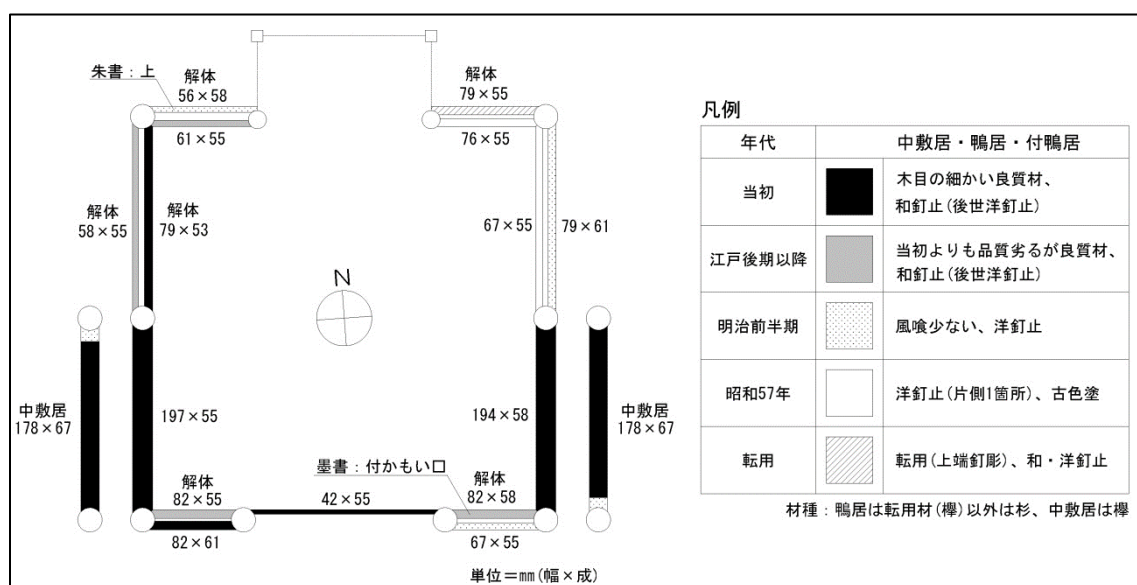 朱書：上
解体
56×58
61×55
解体
79×55
76×55
解体
58×55
解体
79×53
67×55
79×61
N
中敷居
178×67
197×55
194×58
中敷居
178×67
墨書：付かもい口
解体
82×55
42×55
解体
82×58
82×61
67×55
単位＝mm(幅×成)
凡例
年代
中敷居・鴨居・付鴨居
当初
木目の細かい良質材、
和釘止(後世洋釘止)
江戸後期以降
当初よりも品質劣るが良質材、
和釘止(後世洋釘止)
明治前半期
風喰少ない、洋釘止
昭和57年
洋釘止(片側1箇所)、古色塗
転用
転用(上端釘彫)、和・洋釘止
材種：鴨居は転用材(欅)以外は杉、中敷居は欅